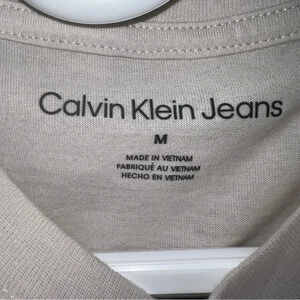 Calvin Klein Jeans
M
MADE IN VIETNAM
FABRIQUÉ AU VIETNAM
HECHO EN VIETNAM